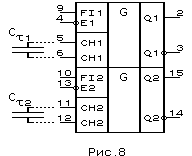 9 FI1 G Q1 2
4 E1
Cτ1 5 CH1 Q1 3
6 CH1
10 FI2 G Q2 15
13 E2
Cτ2 11 CH2 Q2 14
12 CH2
Рис.8